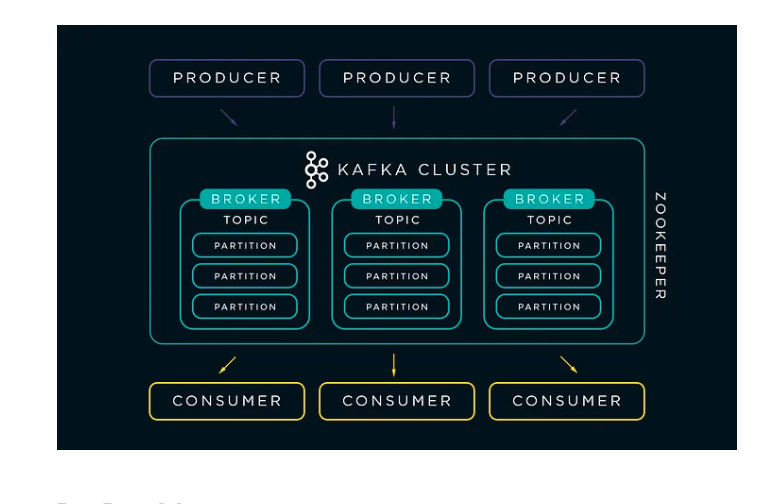 PRODUCER PRODUCER PRODUCER
KAFKA CLUSTER
BROKER BROKER BROKER
TOPIC TOPIC TOPIC
PARTITION PARTITION PARTITION
PARTITION PARTITION PARTITION
PARTITION PARTITION PARTITION
ZOOKEEPER
CONSUMER CONSUMER CONSUMER